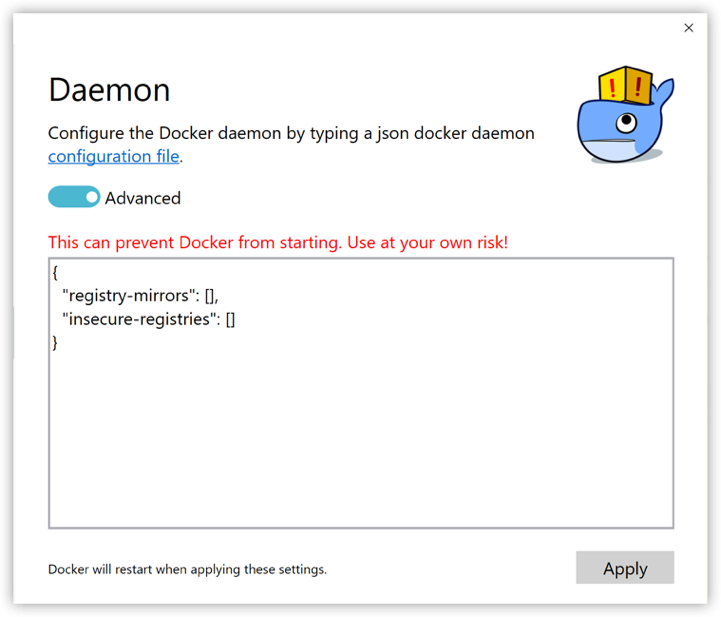 Daemon
Configure the Docker daemon by typing a json docker daemon
configuration file.
Advanced
This can prevent Docker from starting. Use at your own risk!
{
"registry-mirrors": [],
"insecure-registries": []
}
Docker will restart when applying these settings.
Apply